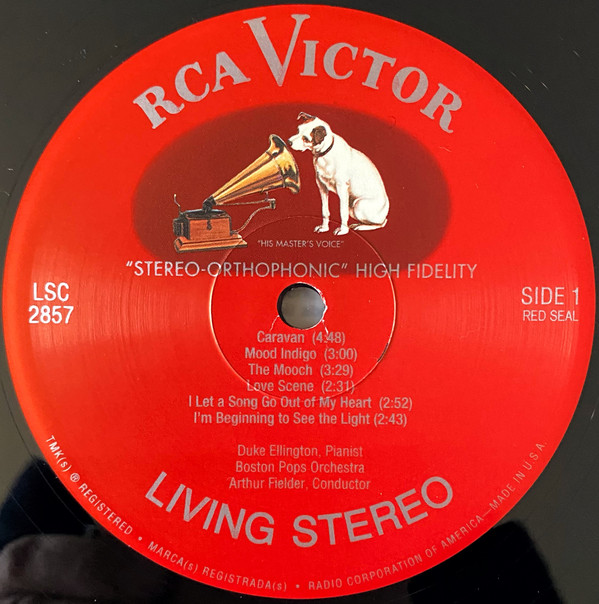 RCA VICTOR
"HIS MASTER'S VOICE"
"STEREO-ORTHOPHONIC" HIGH FIDELITY
LSC
2857
SIDE 1
RED SEAL
Caravan (4:48)
Mood Indigo (3:00)
The Mooch (3:29)
Love Scene (2:31)
I Let a Song Go Out of My Heart (2:52)
I'm Beginning to See the Light (2:43)
Duke Ellington, Pianist
Boston Pops Orchestra
Arthur Fielder, Conductor
LIVING STEREO
TMK(s) ® REGISTERED • MARCA(s) REGISTRADA(s) • RADIO CORPORATION OF AMERICA—MADE IN U.S.A.